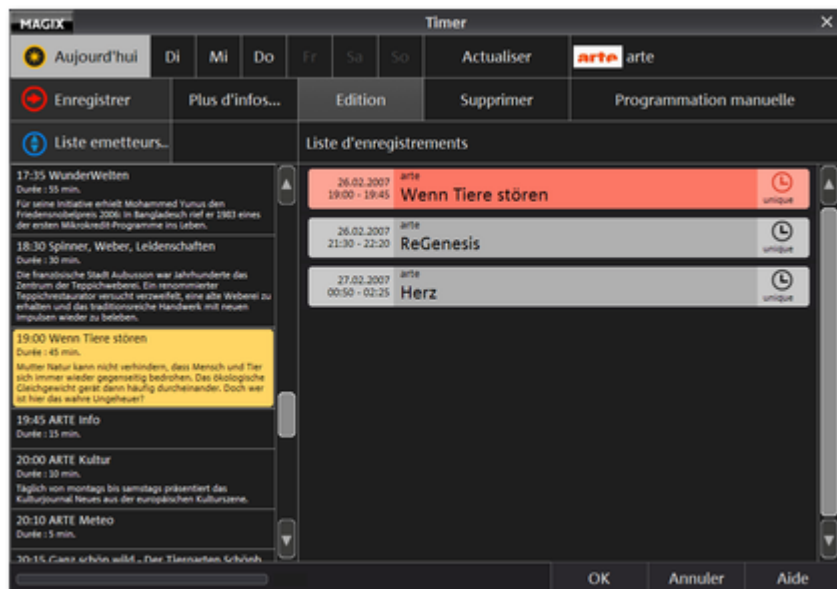 MAGIX
Timer
Aujourd'hui Di Mi Do Fr Sa So Actualiser arte arte
Enregistrer Plus d'infos... Edition Supprimer Programmation manuelle
Liste emetteurs.. Liste d'enregistrements
17:35 WunderWelten
Durée : 55 min.
Für seine Initiative erhielt Mohammed Yunus den
Friedensnobelpreis 2006: In Bangladesch rief er 1983 eines
der ersten Mikrokredit-Programme ins Leben.
18:30 Spinner, Weber, Leidenschaften
Durée : 30 min.
Die französische Stadt Aubusson war Jahrhunderte das
Zentrum der Teppichweberei. Ein renommierter
Teppichrestaurator versucht verzweifelt, eine alte Weberei zu
erhalten und das traditionsreiche Handwerk mit neuen
Impulsen wieder zu beleben.
19:00 Wenn Tiere stören
Durée : 45 min.
Mutter Natur kann nicht verhindern, dass Mensch und Tier
sich immer wieder gegenseitig bedrohen. Das ökologische
Gleichgewicht gerät dann häufig durcheinander. Doch wer
ist hier das wahre Ungeheuer?
19:45 ARTE Info
Durée : 15 min.
20:00 ARTE Kultur
Durée : 10 min.
Täglich von montags bis samstags präsentiert das
Kulturjournal Neues aus der europäischen Kulturszene.
20:10 ARTE Meteo
Durée : 5 min.
20:15 Ganz schön wild - Der Tiergarten Schönb
26.02.2007 arte
19:00 - 19:45 Wenn Tiere stören
unique
26.02.2007 arte
21:30 - 22:20 ReGenesis
unique
27.02.2007 arte
00:50 - 02:25 Herz
unique
OK Annuler Aide